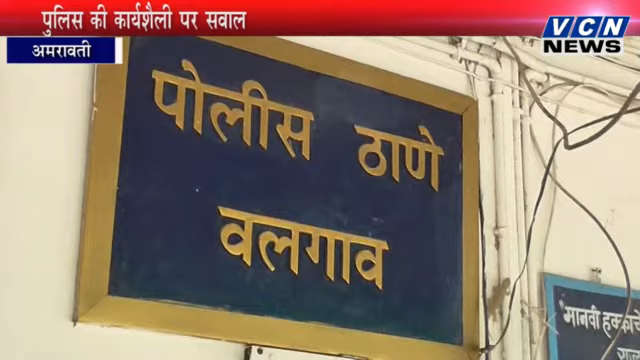 पुलिस की कार्यशैली पर सवाल
अमरावती
VCN
NEWS
पोलीस ठाणे
वलगाव
मानवी हक्काचे